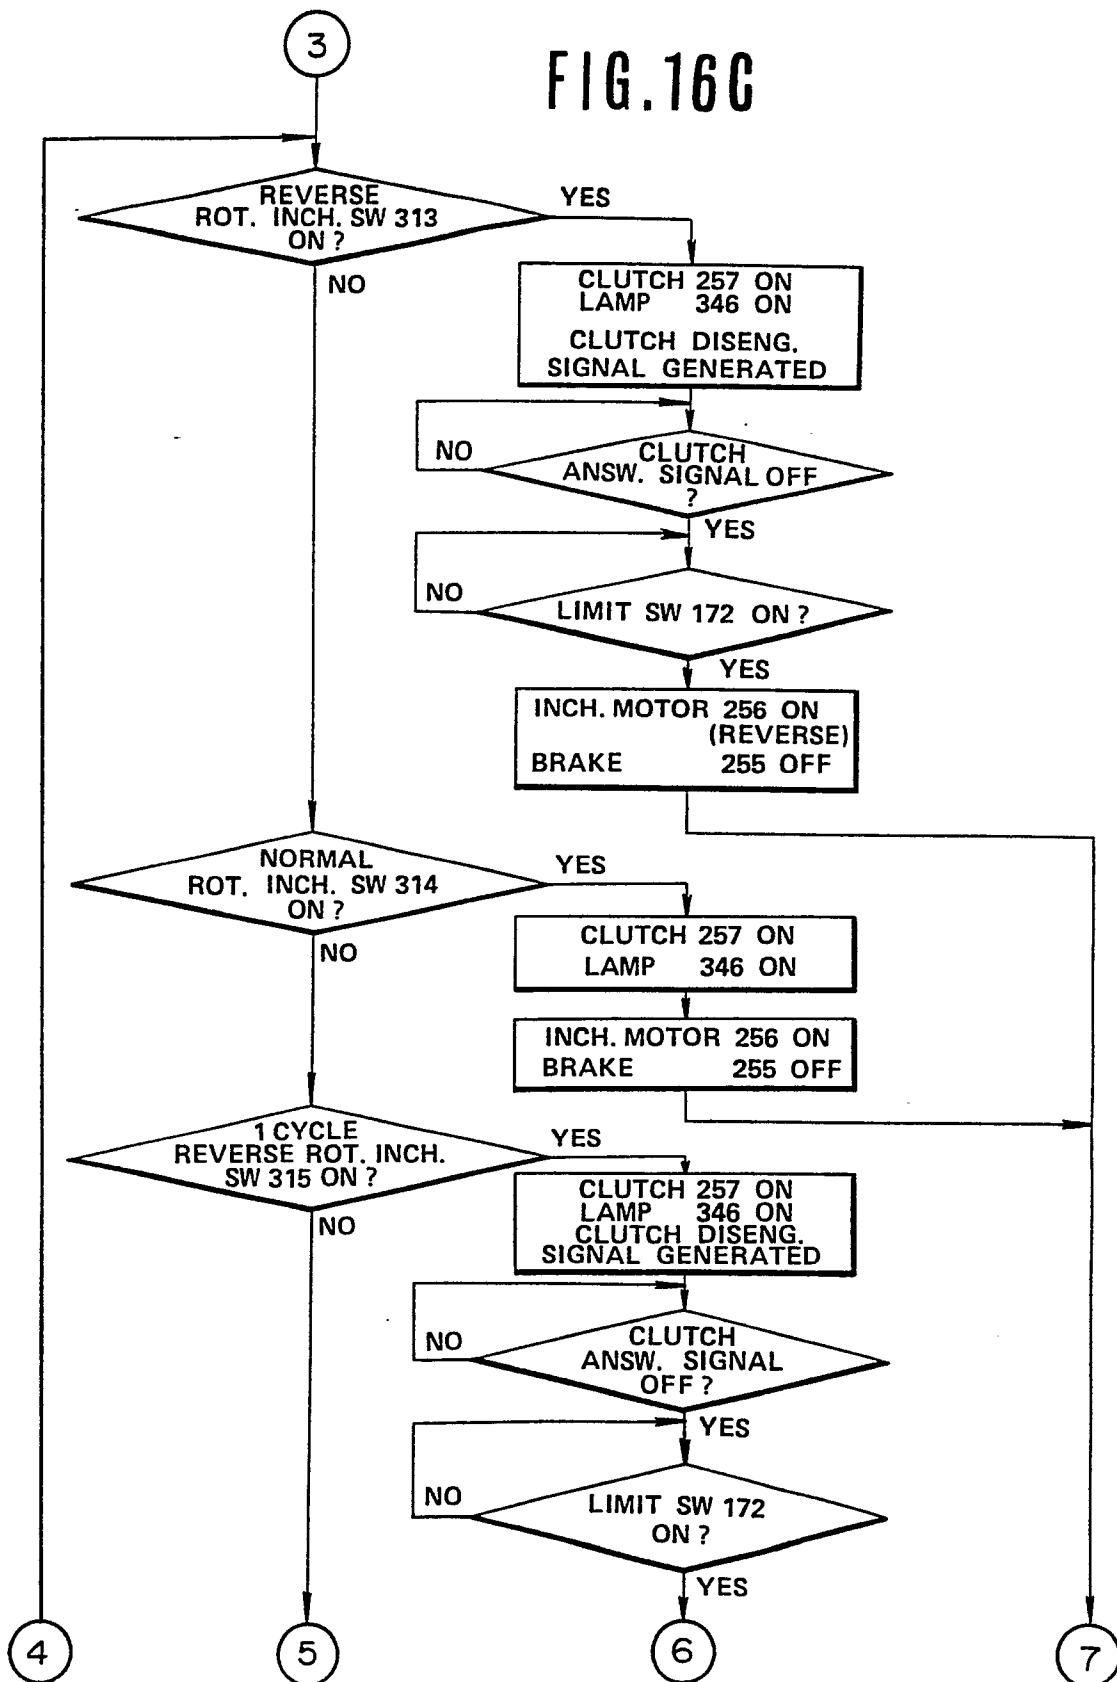 3
FIG.16C
REVERSE
ROT. INCH. SW 313
ON ?
YES
NO
CLUTCH 257 ON
LAMP 346 ON
CLUTCH DISENG.
SIGNAL GENERATED
NO
CLUTCH
ANSW. SIGNAL OFF
?
YES
NO
LIMIT SW 172 ON ?
YES
INCH. MOTOR 256 ON
(REVERSE)
BRAKE 255 OFF
NORMAL
ROT. INCH. SW 314
ON ?
YES
NO
CLUTCH 257 ON
LAMP 346 ON
INCH. MOTOR 256 ON
BRAKE 255 OFF
1 CYCLE
REVERSE ROT. INCH.
SW 315 ON ?
YES
NO
CLUTCH 257 ON
LAMP 346 ON
CLUTCH DISENG.
SIGNAL GENERATED
NO
CLUTCH
ANSW. SIGNAL
OFF ?
YES
NO
LIMIT SW 172
ON ?
YES
4
5
6
7